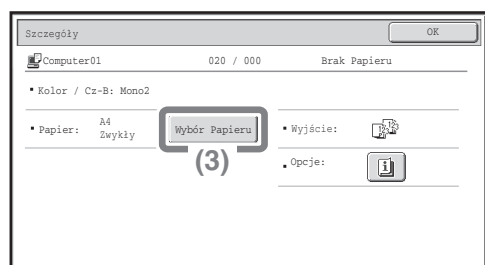 Szczegóły OK
Computer01 020 / 000 Brak Papieru
▪ Kolor / Cz-B: Mono2
▪ Papier: A4 Zwykły Wybór Papieru ▪ Wyjście:
(3)
▪ Opcje: